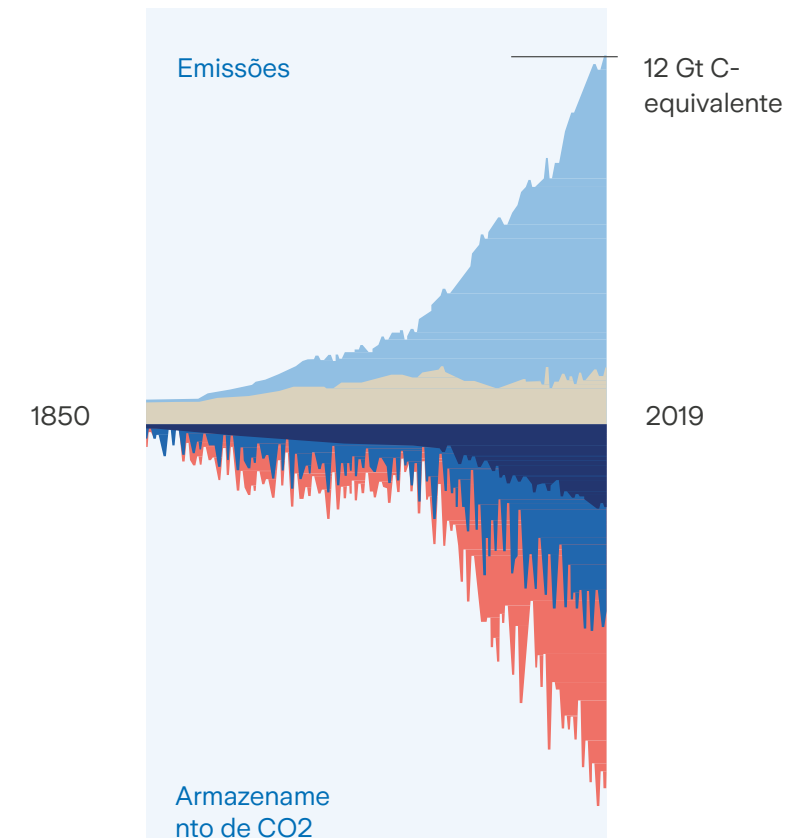 Emissões
12 Gt C-
equivalente
1850
2019
Armazename
nto de CO2